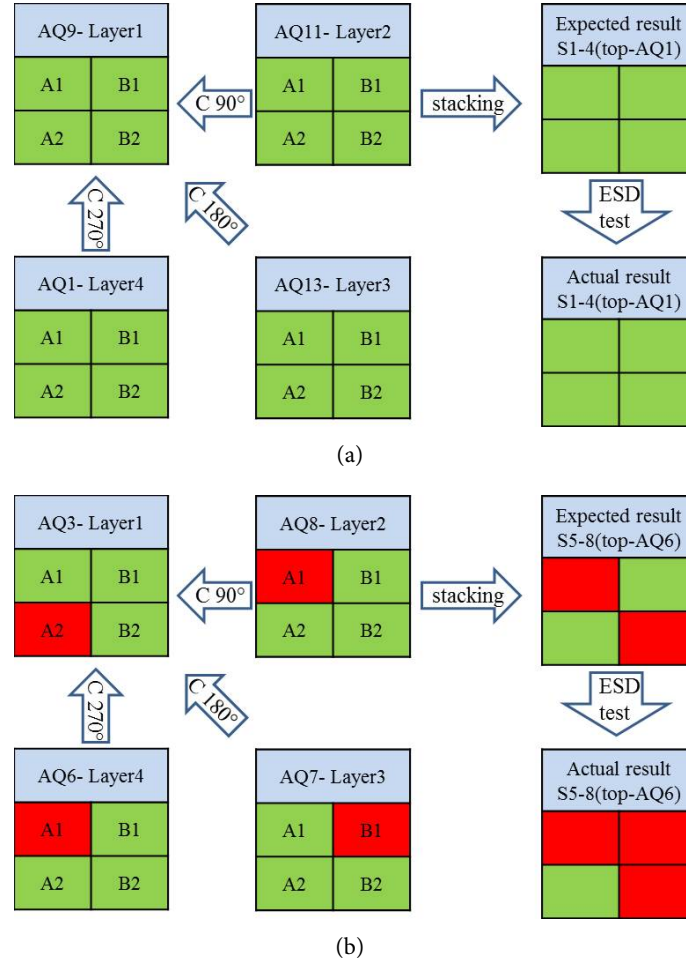 AQ9- Layer1
A1 B1
A2 B2
C 90°
AQ11- Layer2
A1 B1
A2 B2
stacking
Expected result
S1-4(top-AQ1)
C 270°
C 180°
ESD
test
AQ1- Layer4
A1 B1
A2 B2
AQ13- Layer3
A1 B1
A2 B2
Actual result
S1-4(top-AQ1)
(a)
AQ3- Layer1
A1 B1
A2 B2
C 90°
AQ8- Layer2
A1 B1
A2 B2
stacking
Expected result
S5-8(top-AQ6)
C 270°
C 180°
ESD
test
AQ6- Layer4
A1 B1
A2 B2
AQ7- Layer3
A1 B1
A2 B2
Actual result
S5-8(top-AQ6)
(b)